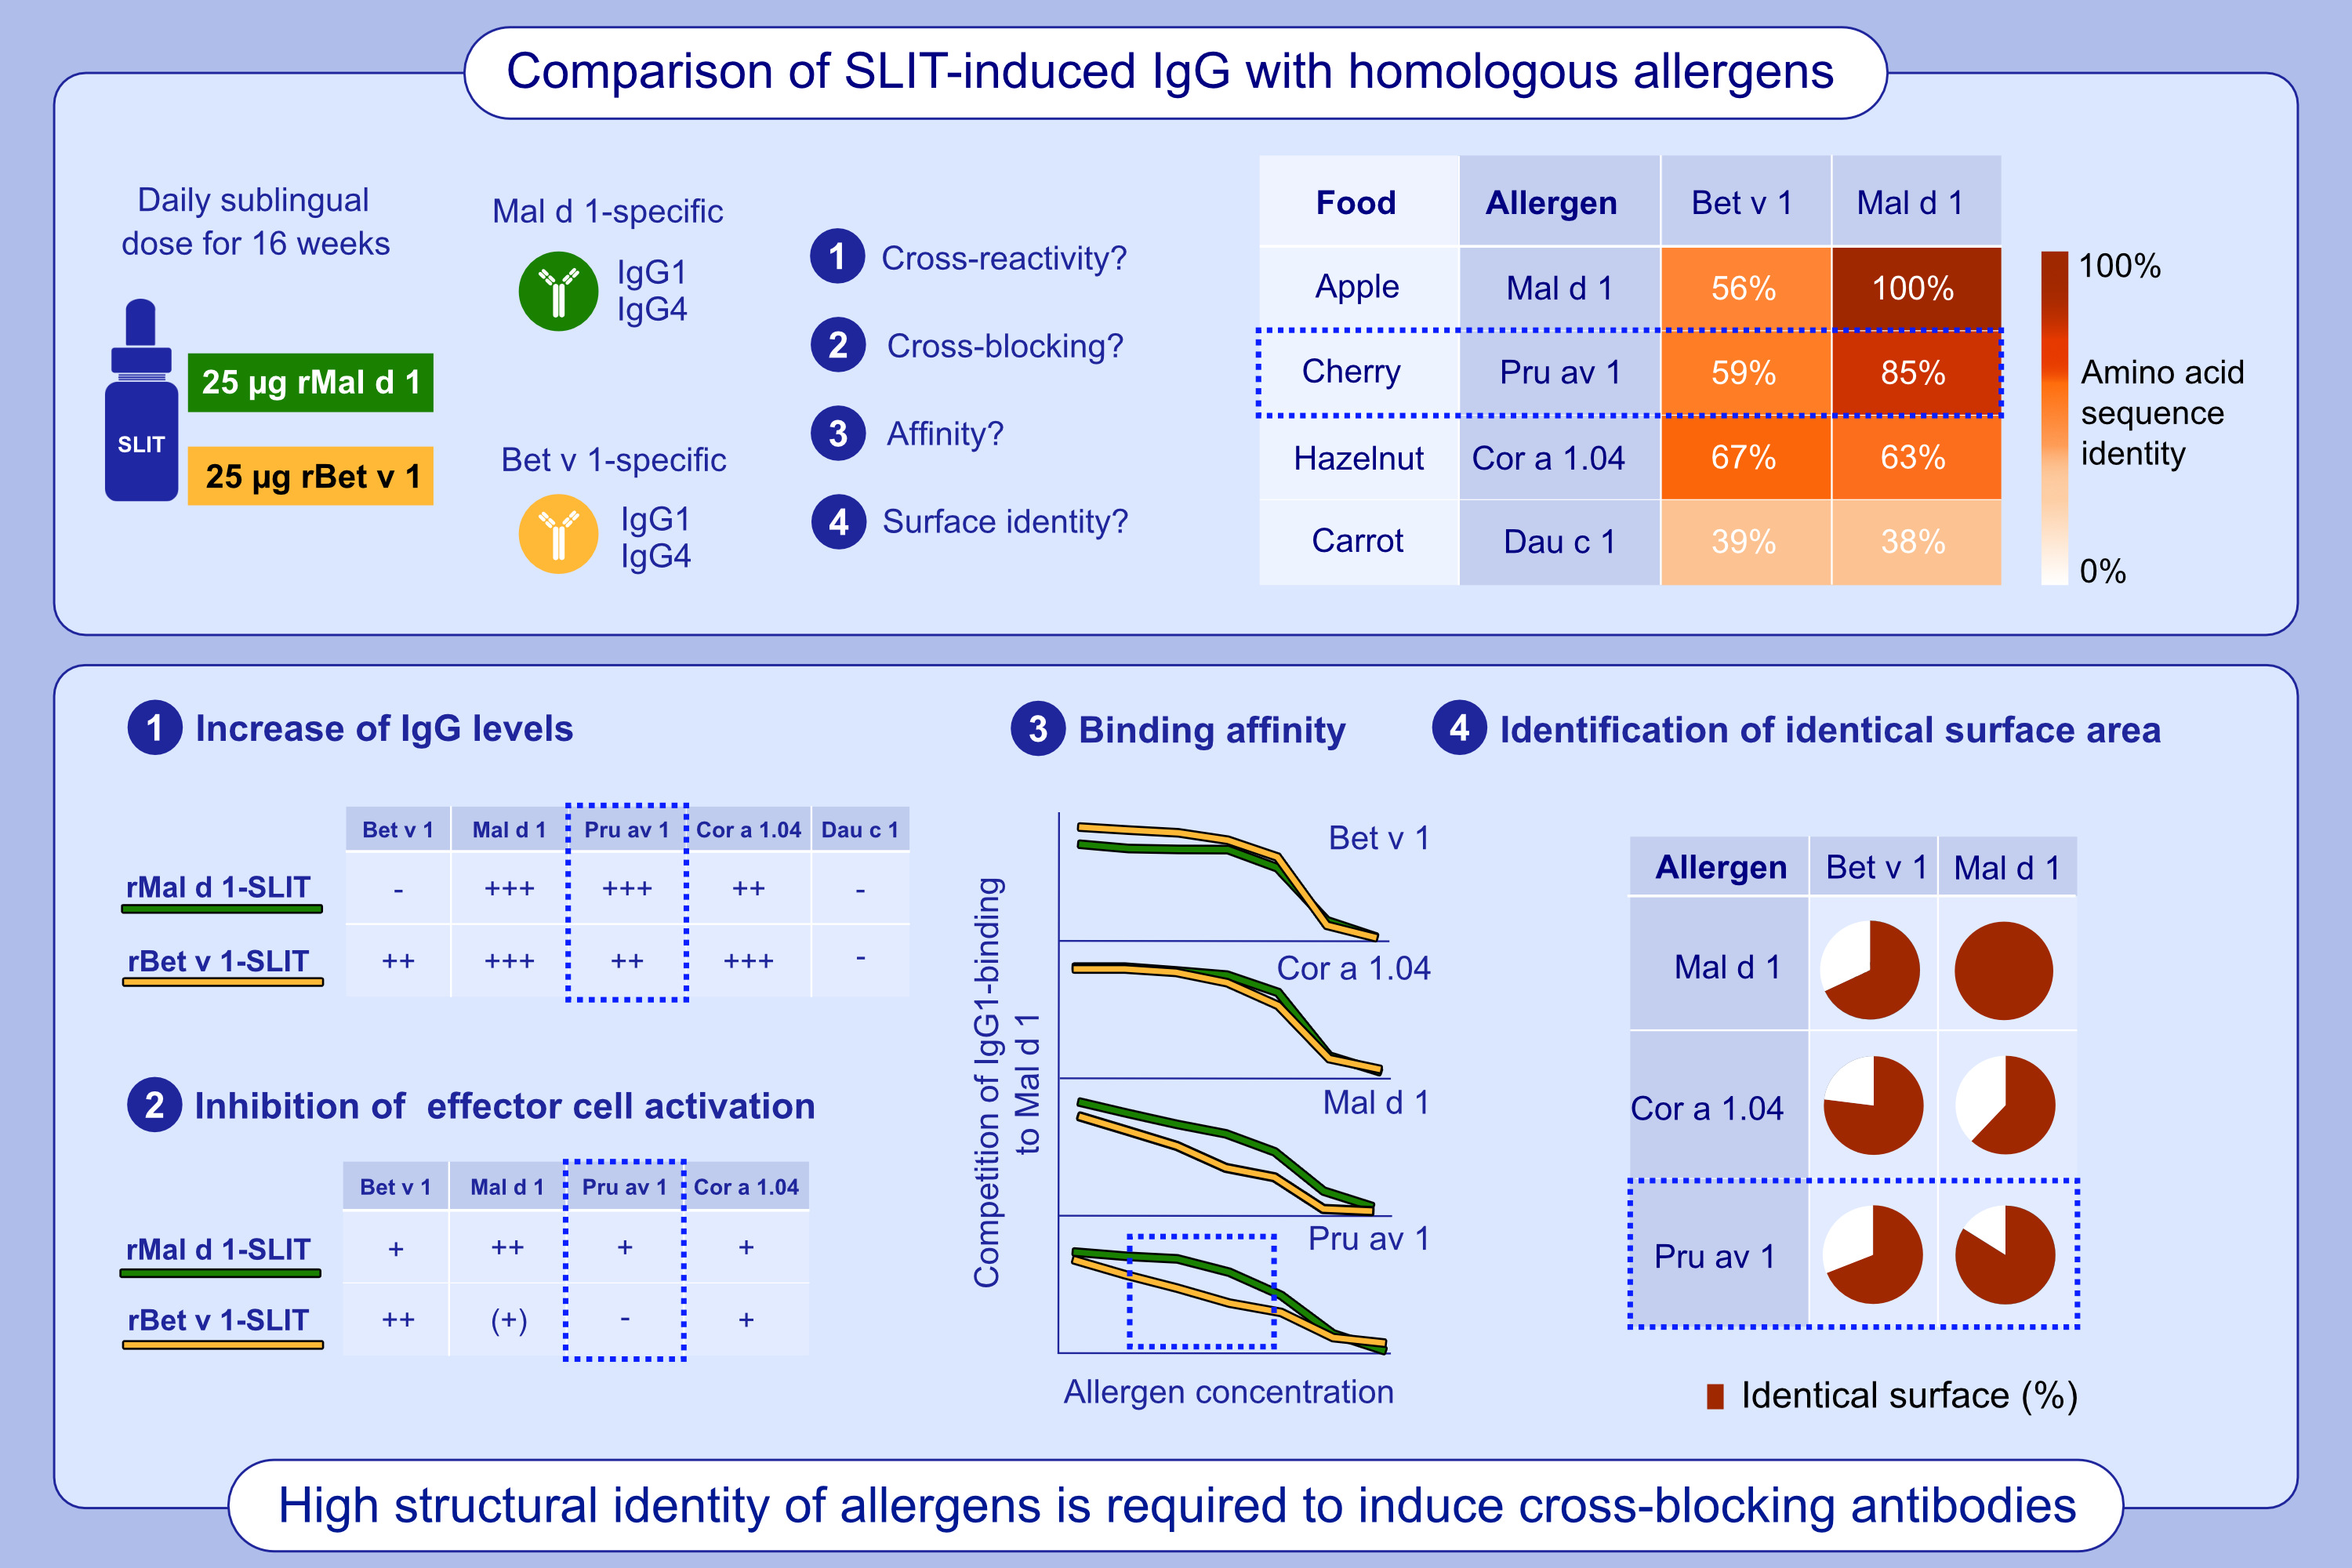 Comparison of SLIT-induced IgG with homologous allergens
Daily sublingual
dose for 16 weeks
SLIT
25 µg rMal d 1
25 µg rBet v 1
Mal d 1-specific
IgG1
IgG4
Bet v 1-specific
IgG1
IgG4
1 Cross-reactivity?
2 Cross-blocking?
3 Affinity?
4 Surface identity?
Food Allergen Bet v 1 Mal d 1
Apple Mal d 1 56% 100%
Cherry Pru av 1 59% 85%
Hazelnut Cor a 1.04 67% 63%
Carrot Dau c 1 39% 38%
100%
Amino acid
sequence
identity
0%
1 Increase of IgG levels
Bet v 1 Mal d 1 Pru av 1 Cor a 1.04 Dau c 1
rMal d 1-SLIT - +++ +++ ++ -
rBet v 1-SLIT ++ +++ ++ +++ -
2 Inhibition of effector cell activation
Bet v 1 Mal d 1 Pru av 1 Cor a 1.04
rMal d 1-SLIT + ++ + +
rBet v 1-SLIT ++ (+) - +
3 Binding affinity
Competition of IgG1-binding
to Mal d 1
Bet v 1
Cor a 1.04
Mal d 1
Pru av 1
Allergen concentration
4 Identification of identical surface area
Allergen Bet v 1 Mal d 1
Mal d 1
Cor a 1.04
Pru av 1
Identical surface (%)
High structural identity of allergens is required to induce cross-blocking antibodies